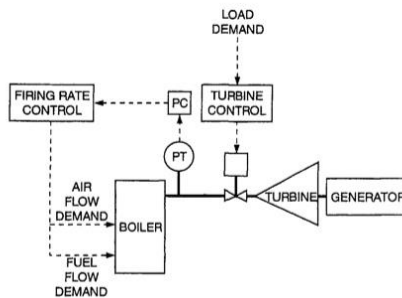 LOAD
DEMAND
FIRING RATE
CONTROL
PC
TURBINE
CONTROL
PT
AIR
FLOW
DEMAND
BOILER
TURBINE
GENERATOR
FUEL
FLOW
DEMAND